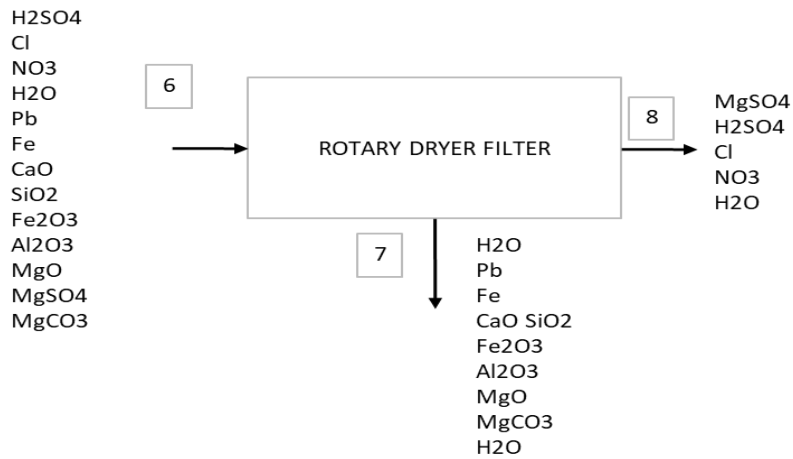 H2SO4
Cl
NO3
H2O
Pb
Fe
CaO
SiO2
Fe2O3
Al2O3
MgO
MgSO4
MgCO3
6
ROTARY DRYER FILTER
8
MgSO4
H2SO4
Cl
NO3
H2O
7
H2O
Pb
Fe
CaO SiO2
Fe2O3
Al2O3
MgO
MgCO3
H2O